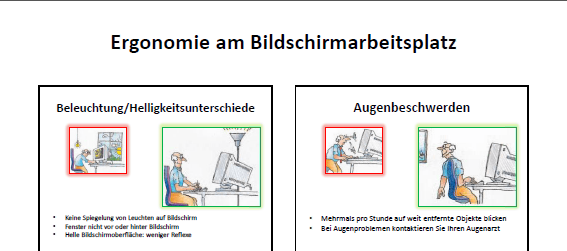 Ergonomie am Bildschirmarbeitsplatz
Beleuchtung/Helligkeitsunterschiede
• Keine Spiegelung von Leuchten auf Bildschirm
• Fenster nicht vor oder hinter Bildschirm
• Helle Bildschirmoberfläche: weniger Reflexe
Augenbeschwerden
• Mehrmals pro Stunde auf weit entfernte Objekte blicken
• Bei Augenproblemen kontaktieren Sie Ihren Augenarzt